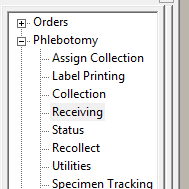 Orders
Phlebotomy
Assign Collection
Label Printing
Collection
Receiving
Status
Recollect
Utilities
Specimen Tracking